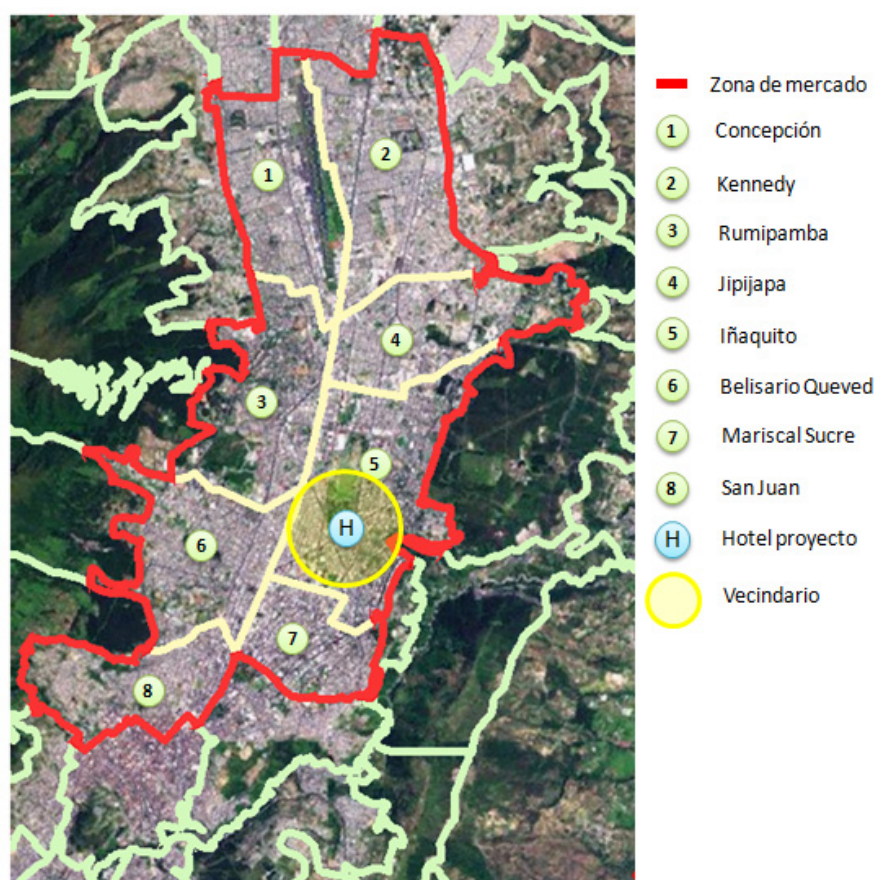 Zona de mercado
1 Concepción
2 Kennedy
3 Rumipamba
4 Jipijapa
5 Iñaquito
6 Belisario Queved
7 Mariscal Sucre
8 San Juan
H Hotel proyecto
Vecindario
1
2
4
3
5
H
6
7
8